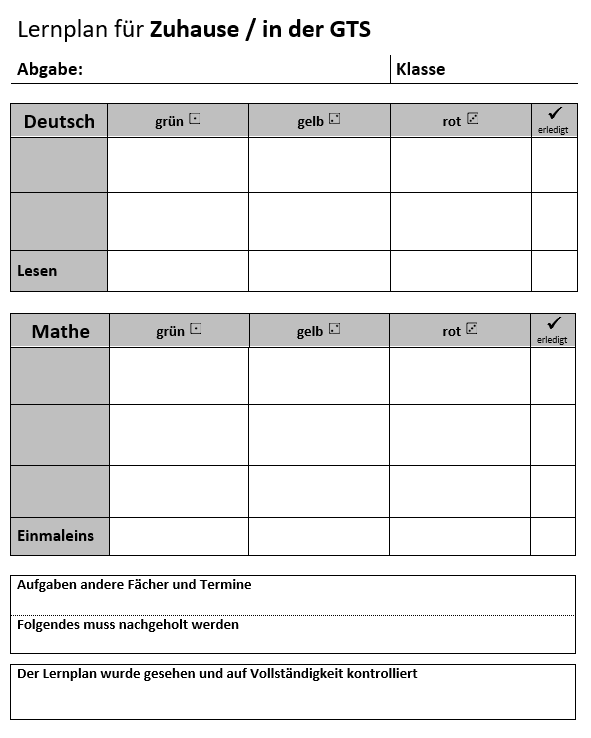 Lernplan für Zuhause / in der GTS
Abgabe: Klasse
Deutsch grün ⚀ gelb ⚁ rot ⚂ ✓ erledigt
Lesen
Mathe grün ⚀ gelb ⚁ rot ⚂ ✓ erledigt
Einmaleins
Aufgaben andere Fächer und Termine
Folgendes muss nachgeholt werden
Der Lernplan wurde gesehen und auf Vollständigkeit kontrolliert